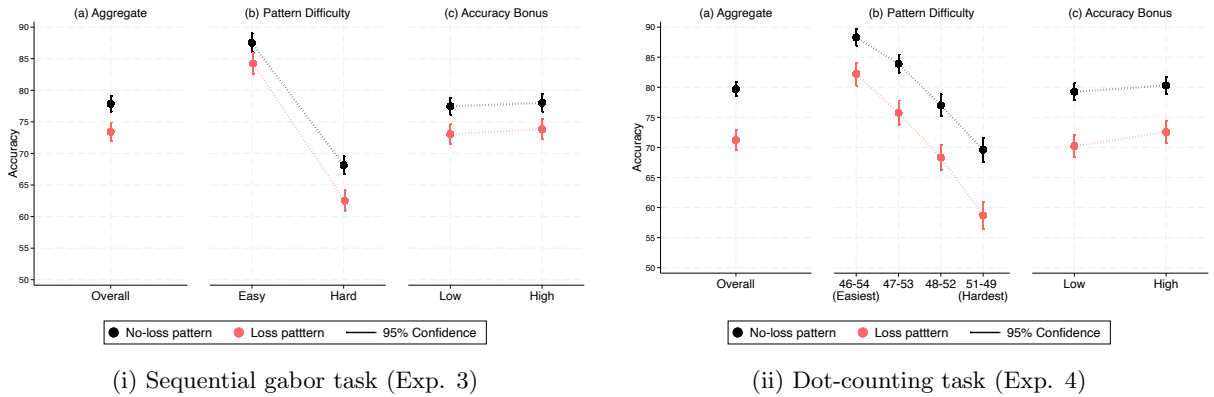 (a) Aggregate (b) Pattern Difficulty (c) Accuracy Bonus
90
85
80
75
70
65
60
55
50
Accuracy
Overall Easy Hard Low High
No-loss pattern Loss patttern 95% Confidence
(i) Sequential gabor task (Exp. 3)
(a) Aggregate (b) Pattern Difficulty (c) Accuracy Bonus
90
85
80
75
70
65
60
55
50
Accuracy
Overall 46-54 47-53 48-52 51-49 Low High
(Easiest) (Hardest)
No-loss pattern Loss patttern 95% Confidence
(ii) Dot-counting task (Exp. 4)